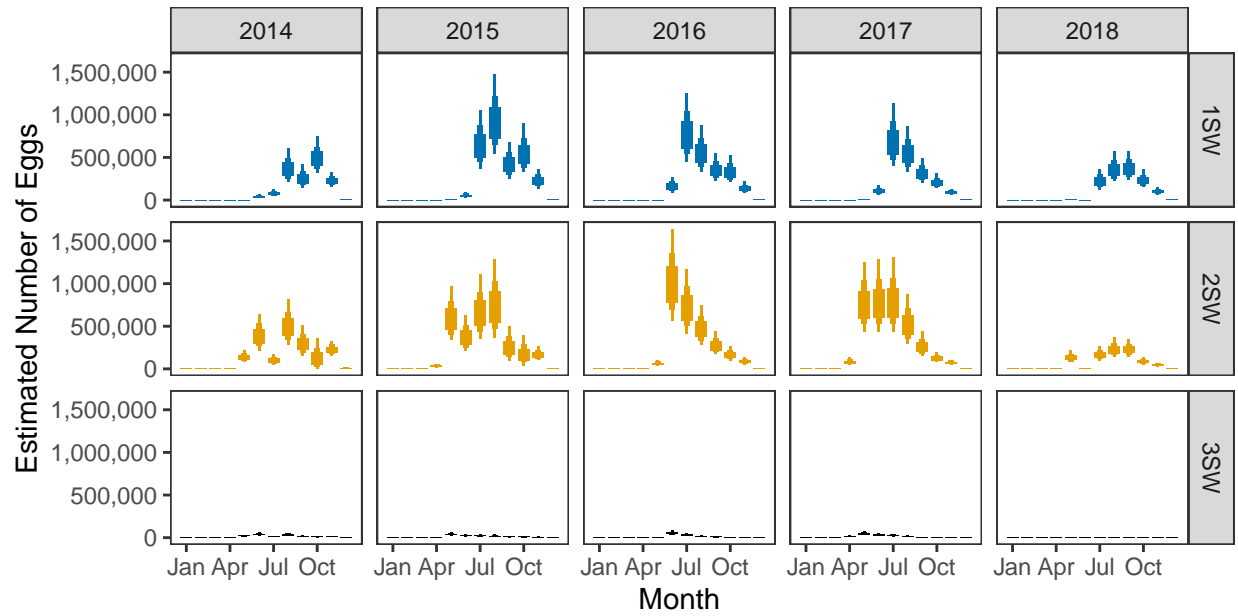 2014 2015 2016 2017 2018
1,500,000
1,000,000
500,000
0
1SW
1,500,000
1,000,000
500,000
0
2SW
1,500,000
1,000,000
500,000
0
3SW
Estimated Number of Eggs
Jan Apr Jul Oct Jan Apr Jul Oct Jan Apr Jul Oct Jan Apr Jul Oct Jan Apr Jul Oct
Month